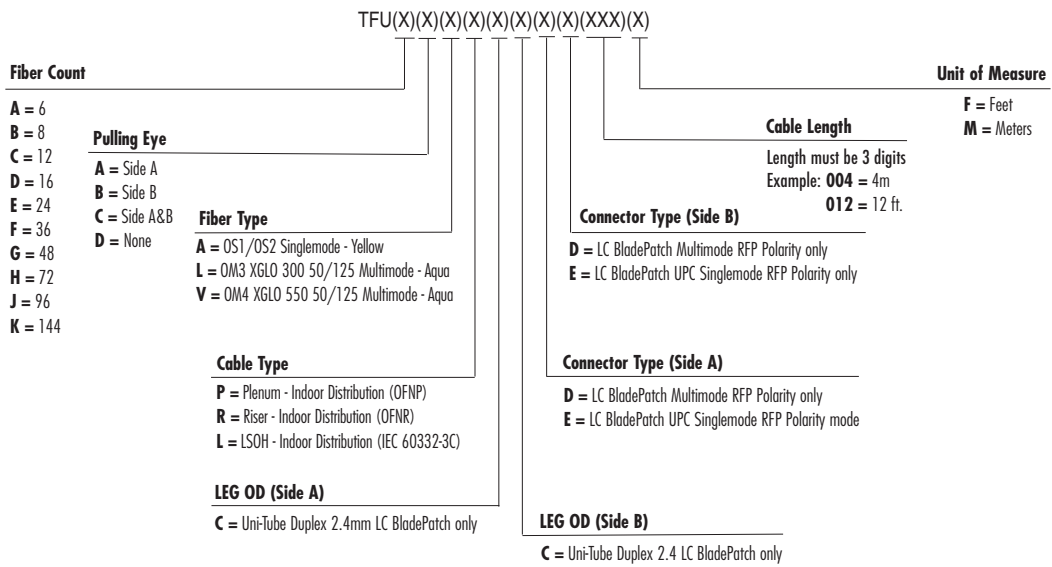 TFU(X)(X)(X)(X)(X)(X)(X)(X)(XXX)(X)
Fiber Count
A = 6
B = 8
C = 12
D = 16
E = 24
F = 36
G = 48
H = 72
J = 96
K = 144
Pulling Eye
A = Side A
B = Side B
C = Side A&B
D = None
Fiber Type
A = OS1/OS2 Singlemode - Yellow
L = OM3 XGLO 300 50/125 Multimode - Aqua
V = OM4 XGLO 550 50/125 Multimode - Aqua
Cable Type
P = Plenum - Indoor Distribution (OFNP)
R = Riser - Indoor Distribution (OFNR)
L = LSOH - Indoor Distribution (IEC 60332-3C)
LEG OD (Side A)
C = Uni-Tube Duplex 2.4mm LC BladePatch only
LEG OD (Side B)
C = Uni-Tube Duplex 2.4 LC BladePatch only
Connector Type (Side A)
D = LC BladePatch Multimode RFP Polarity only
E = LC BladePatch UPC Singlemode RFP Polarity mode
Connector Type (Side B)
D = LC BladePatch Multimode RFP Polarity only
E = LC BladePatch UPC Singlemode RFP Polarity only
Cable Length
Length must be 3 digits
Example: 004 = 4m
012 = 12 ft.
Unit of Measure
F = Feet
M = Meters